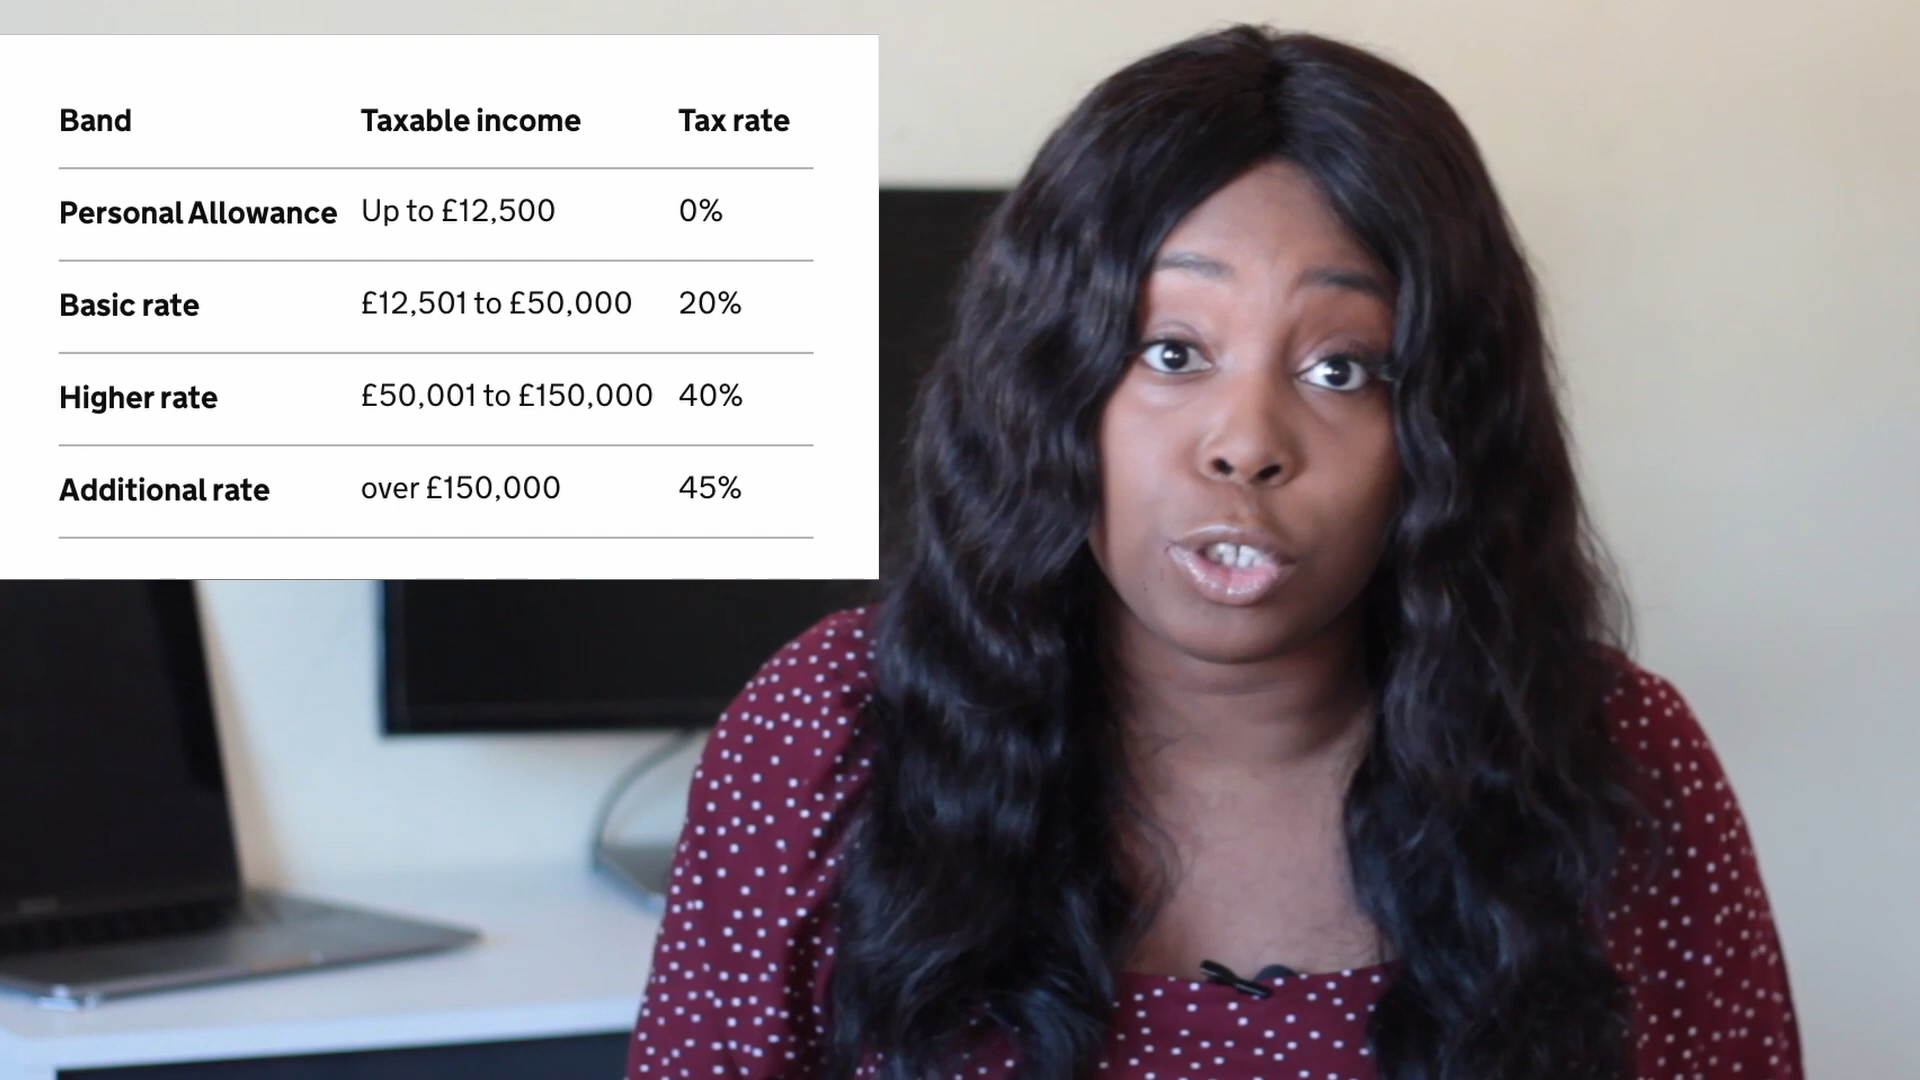 Band Taxable income Tax rate
Personal Allowance Up to £12,500 0%
Basic rate £12,501 to £50,000 20%
Higher rate £50,001 to £150,000 40%
Additional rate over £150,000 45%